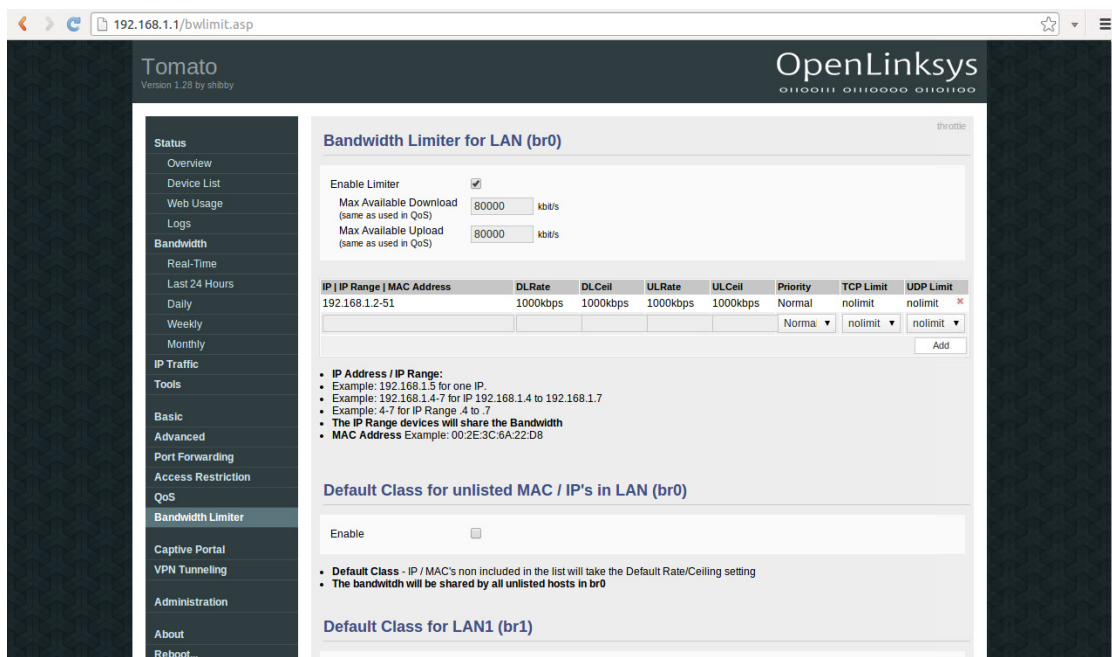 192.168.1.1/bwlimit.asp
Tomato
Version 1.28 by shibby
OpenLinksys
01100111 01110000 01101100
Status
Overview
Device List
Web Usage
Logs
Bandwidth
Real-Time
Last 24 Hours
Daily
Weekly
Monthly
IP Traffic
Tools
Basic
Advanced
Port Forwarding
Access Restriction
QoS
Bandwidth Limiter
Captive Portal
VPN Tunneling
Administration
About
Reboot...
throttle
Bandwidth Limiter for LAN (br0)
Enable Limiter
Max Available Download 80000 kbit/s
(same as used in QoS)
Max Available Upload 80000 kbit/s
(same as used in QoS)
IP | IP Range | MAC Address DLRate DLCeil ULRate ULCeil Priority TCP Limit UDP Limit
192.168.1.2-51 1000kbps 1000kbps 1000kbps 1000kbps Normal nolimit nolimit
Normal nolimit nolimit
Add
• IP Address / IP Range:
• Example: 192.168.1.5 for one IP.
• Example: 192.168.1.4-7 for IP 192.168.1.4 to 192.168.1.7
• Example: 4-7 for IP Range .4 to .7
• The IP Range devices will share the Bandwidth
• MAC Address Example: 00:2E:3C:6A:22:D8
Default Class for unlisted MAC / IP's in LAN (br0)
Enable
• Default Class - IP / MAC's non included in the list will take the Default Rate/Ceiling setting
• The bandwitdh will be shared by all unlisted hosts in br0
Default Class for LAN1 (br1)